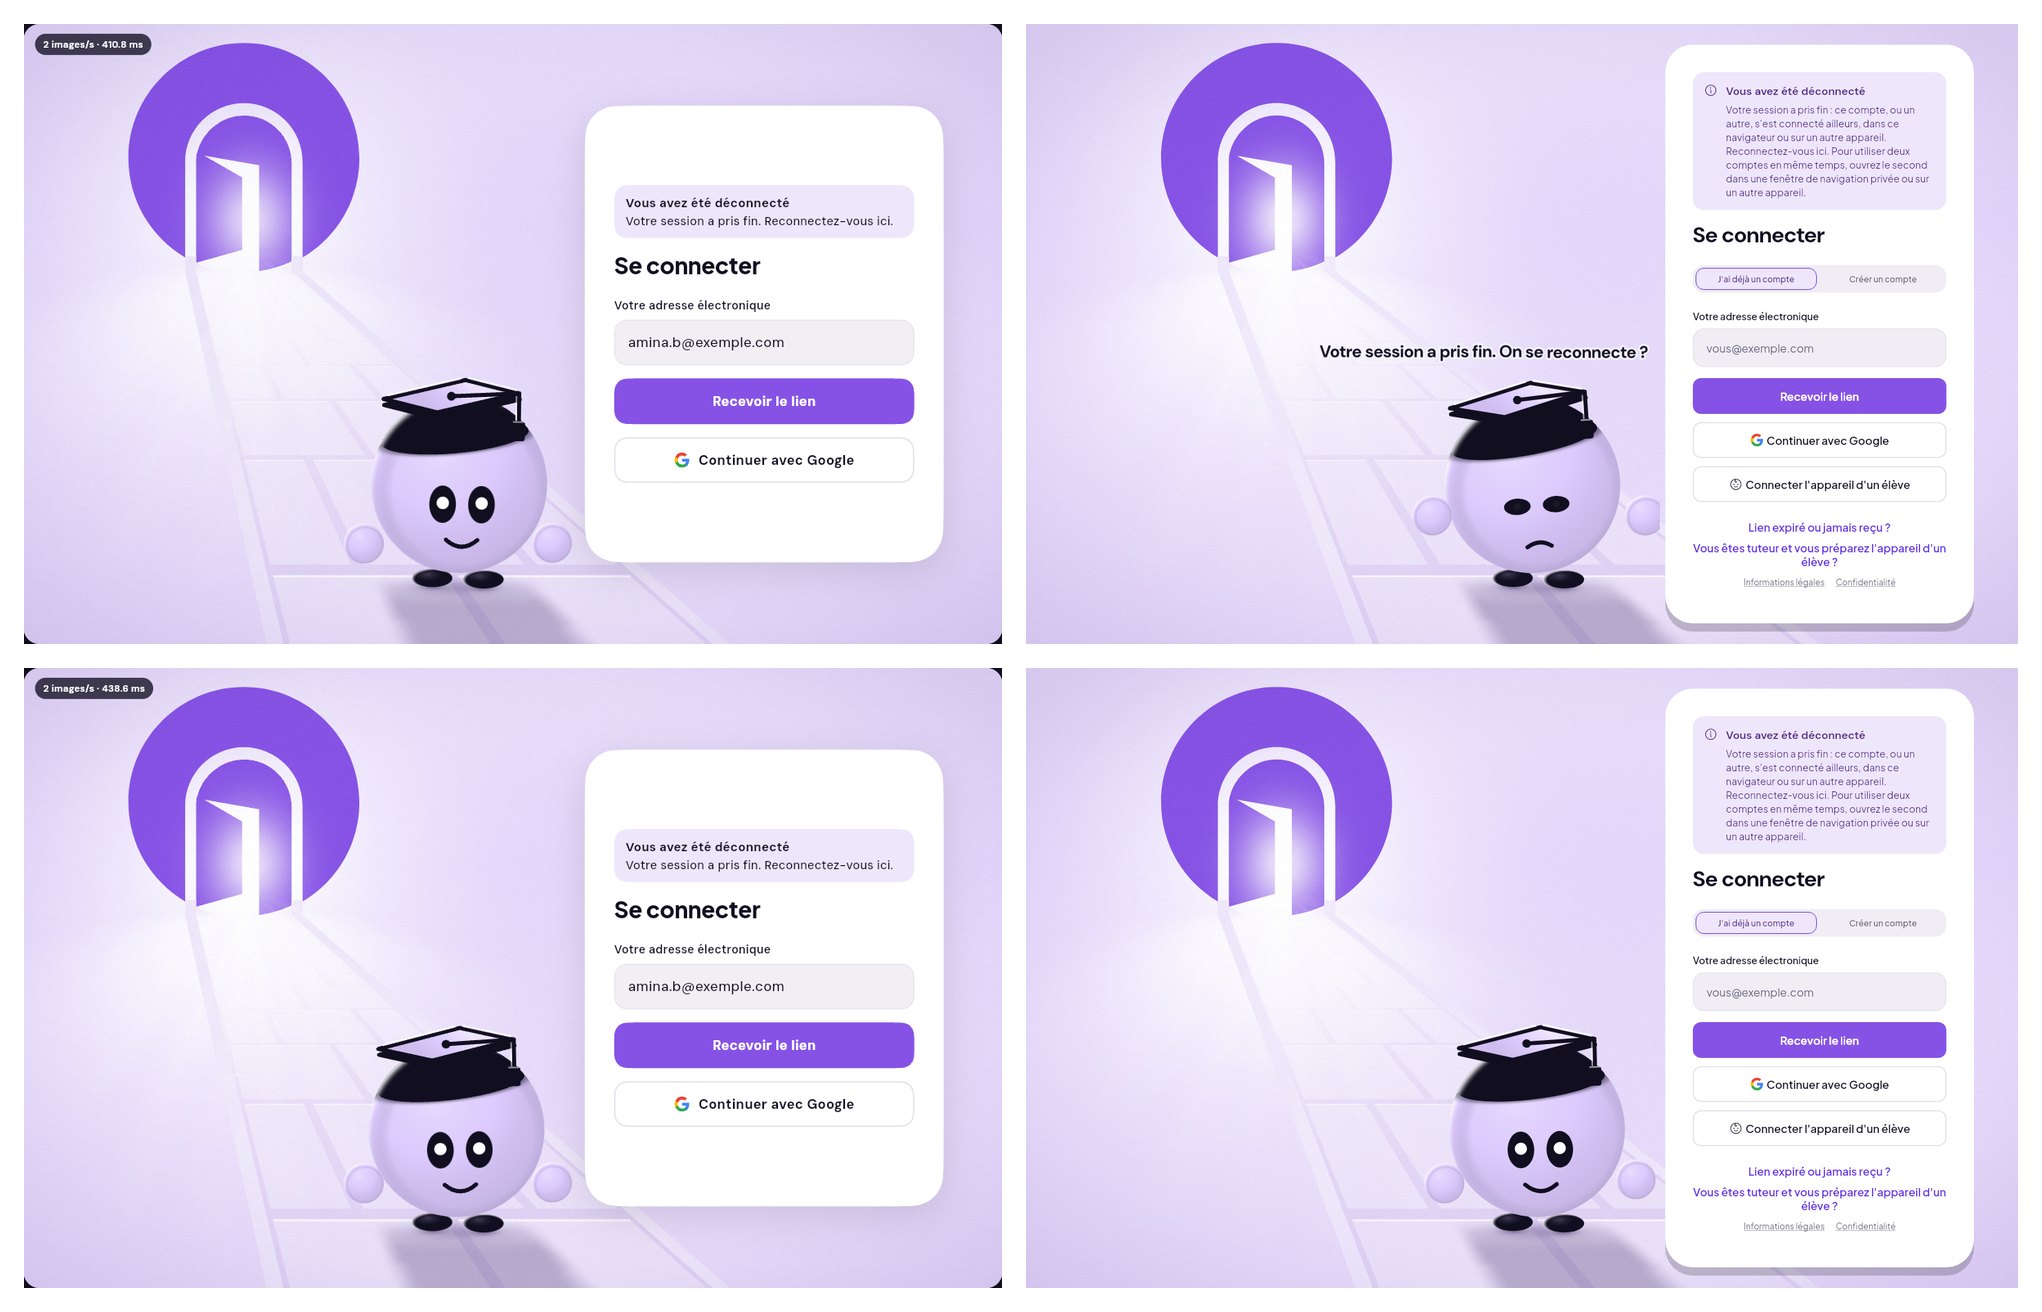 2 images/s · 410.8 ms
Vous avez été déconnecté
Votre session a pris fin. Reconnectez-vous ici.
Se connecter
Votre adresse électronique
amina.b@exemple.com
Recevoir le lien
Continuer avec Google
Votre session a pris fin. On se reconnecte ?
Vous avez été déconnecté
Votre session a pris fin : ce compte, ou un
autre, s'est connecté ailleurs, dans ce
navigateur ou sur un autre appareil.
Reconnectez-vous ici. Pour utiliser deux
comptes en même temps, ouvrez le second
dans une fenêtre de navigation privée ou sur
un autre appareil.
Se connecter
J'ai déjà un compte
Créer un compte
Votre adresse électronique
vous@exemple.com
Recevoir le lien
Continuer avec Google
Connecter l'appareil d'un élève
Lien expiré ou jamais reçu ?
Vous êtes tuteur et vous préparez l'appareil d'un
élève ?
Informations légales Confidentialité
2 images/s · 438.6 ms
Vous avez été déconnecté
Votre session a pris fin. Reconnectez-vous ici.
Se connecter
Votre adresse électronique
amina.b@exemple.com
Recevoir le lien
Continuer avec Google
Vous avez été déconnecté
Votre session a pris fin : ce compte, ou un
autre, s'est connecté ailleurs, dans ce
navigateur ou sur un autre appareil.
Reconnectez-vous ici. Pour utiliser deux
comptes en même temps, ouvrez le second
dans une fenêtre de navigation privée ou sur
un autre appareil.
Se connecter
J'ai déjà un compte
Créer un compte
Votre adresse électronique
vous@exemple.com
Recevoir le lien
Continuer avec Google
Connecter l'appareil d'un élève
Lien expiré ou jamais reçu ?
Vous êtes tuteur et vous préparez l'appareil d'un
élève ?
Informations légales Confidentialité